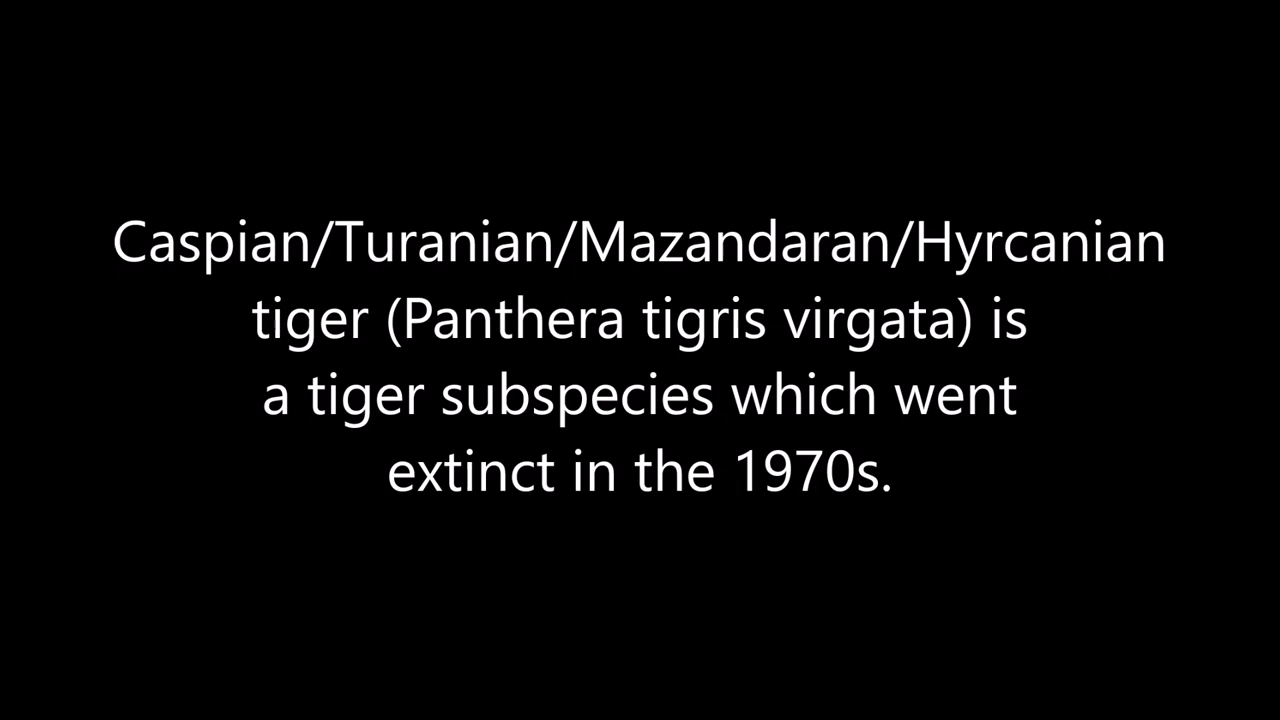 Caspian/Turanian/Mazandaran/Hyrcanian
tiger (Panthera tigris virgata) is
a tiger subspecies which went
extinct in the 1970s.